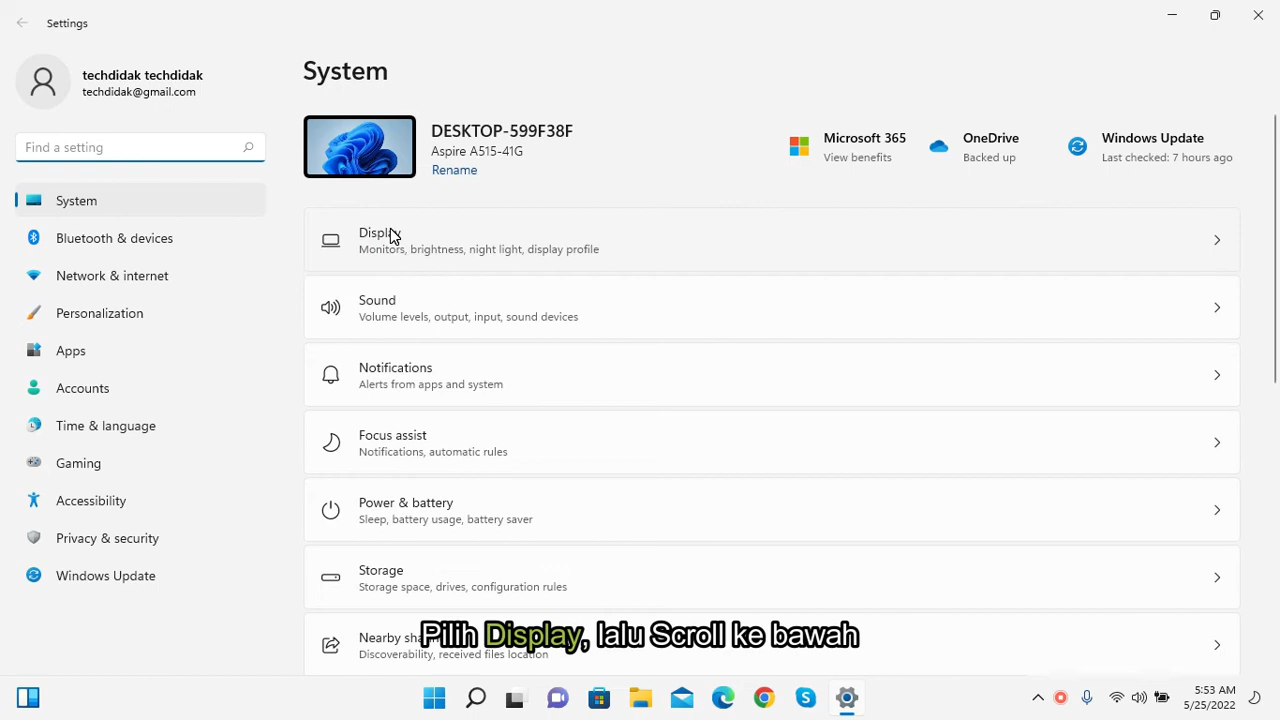 Settings
techdidak techdidak
techdidak@gmail.com
Find a setting
System
Bluetooth & devices
Network & internet
Personalization
Apps
Accounts
Time & language
Gaming
Accessibility
Privacy & security
Windows Update
System
DESKTOP-599F38F
Aspire A515-41G
Rename
Microsoft 365
View benefits
OneDrive
Backed up
Windows Update
Last checked: 7 hours ago
Display
Monitors, brightness, night light, display profile
Sound
Volume levels, output, input, sound devices
Notifications
Alerts from apps and system
Focus assist
Notifications, automatic rules
Power & battery
Sleep, battery usage, battery saver
Storage
Storage space, drives, configuration rules
Nearby
Discoverability, received files location
Pilih Display, lalu Scroll ke bawah
5:53 AM
5/25/2022